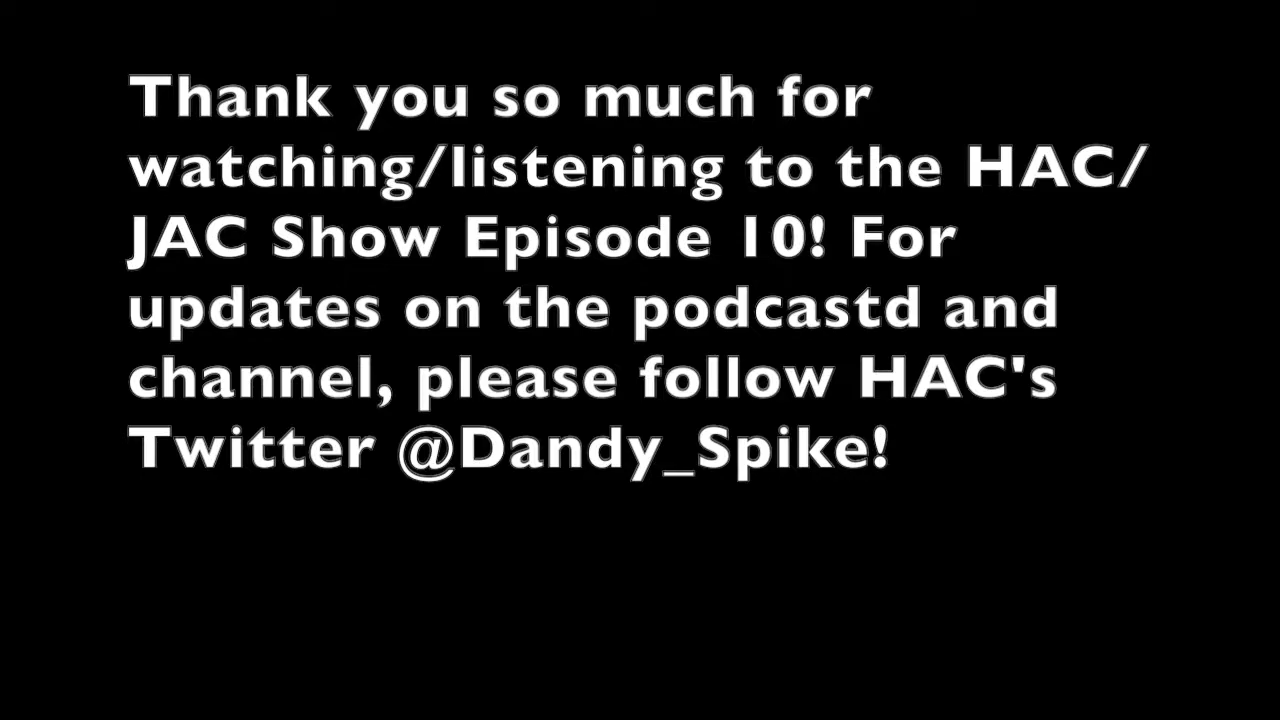 Thank you so much for
watching/listening to the HAC/
JAC Show Episode 10! For
updates on the podcastd and
channel, please follow HAC's
Twitter @Dandy_Spike!